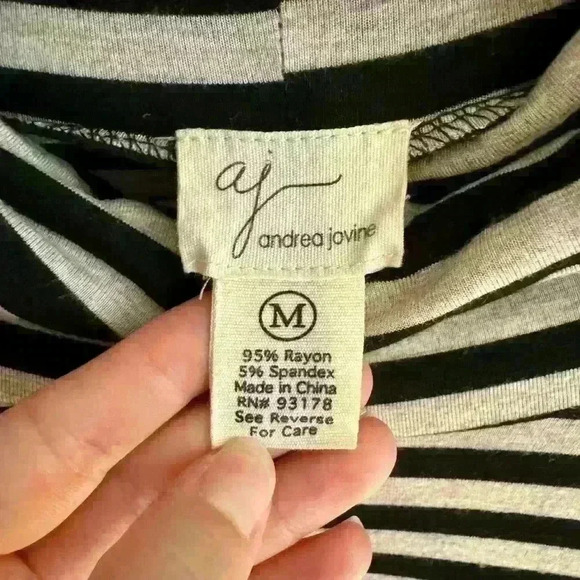 aj
andrea jovine
M
95% Rayon
5% Spandex
Made in China
RN# 93178
See Reverse
For Care